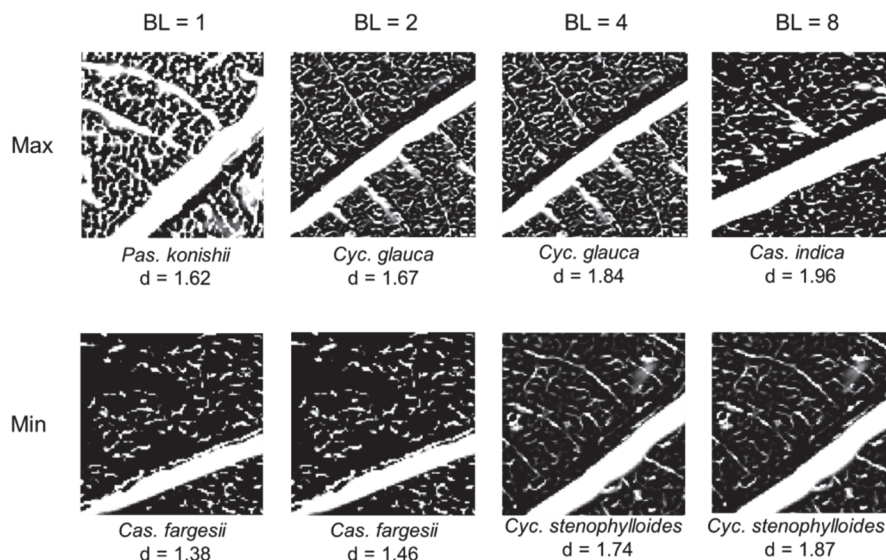 BL = 1 BL = 2 BL = 4 BL = 8
Max
Pas. konishii Cyc. glauca Cyc. glauca Cas. indica
d = 1.62 d = 1.67 d = 1.84 d = 1.96
Min
Cas. fargesii Cas. fargesii Cyc. stenophylloides Cyc. stenophylloides
d = 1.38 d = 1.46 d = 1.74 d = 1.87